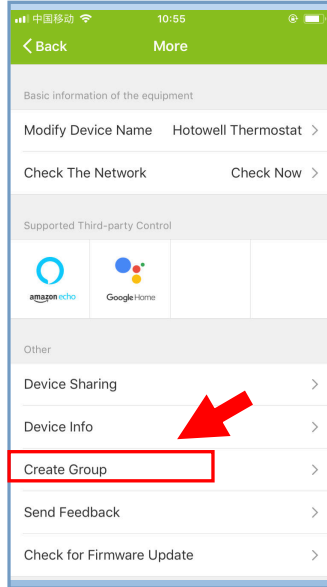 中国移动 10:55
Back More
Basic information of the equipment
Modify Device Name Hotowell Thermostat
Check The Network Check Now
Supported Third-party Control
amazon echo Google Home
Other
Device Sharing
Device Info
Create Group
Send Feedback
Check for Firmware Update